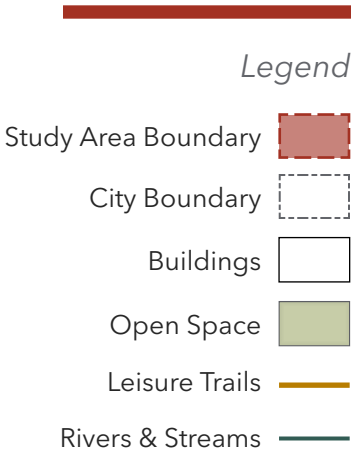 Legend
Study Area Boundary
City Boundary
Buildings
Open Space
Leisure Trails
Rivers & Streams